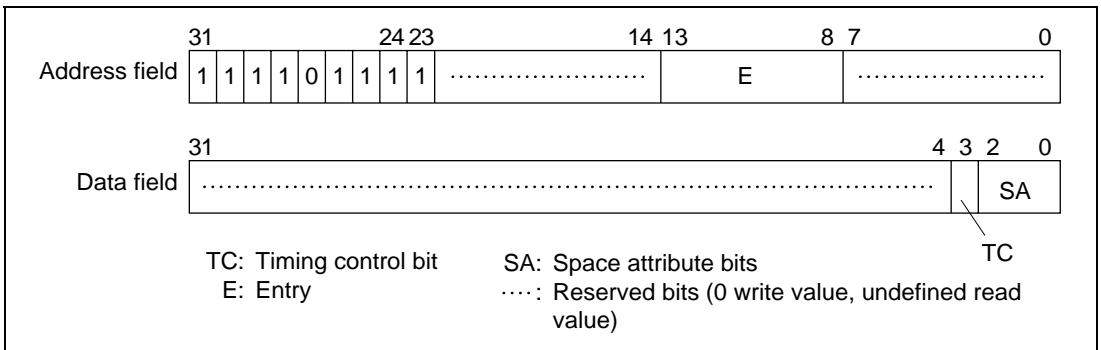 31 24 23 14 13 8 7 0
Address field 1 1 1 1 0 1 1 1 1 ........................ E .......................
31 4 3 2 0
Data field .......................................................................................... SA
TC
TC: Timing control bit SA: Space attribute bits
E: Entry ····: Reserved bits (0 write value, undefined read
value)